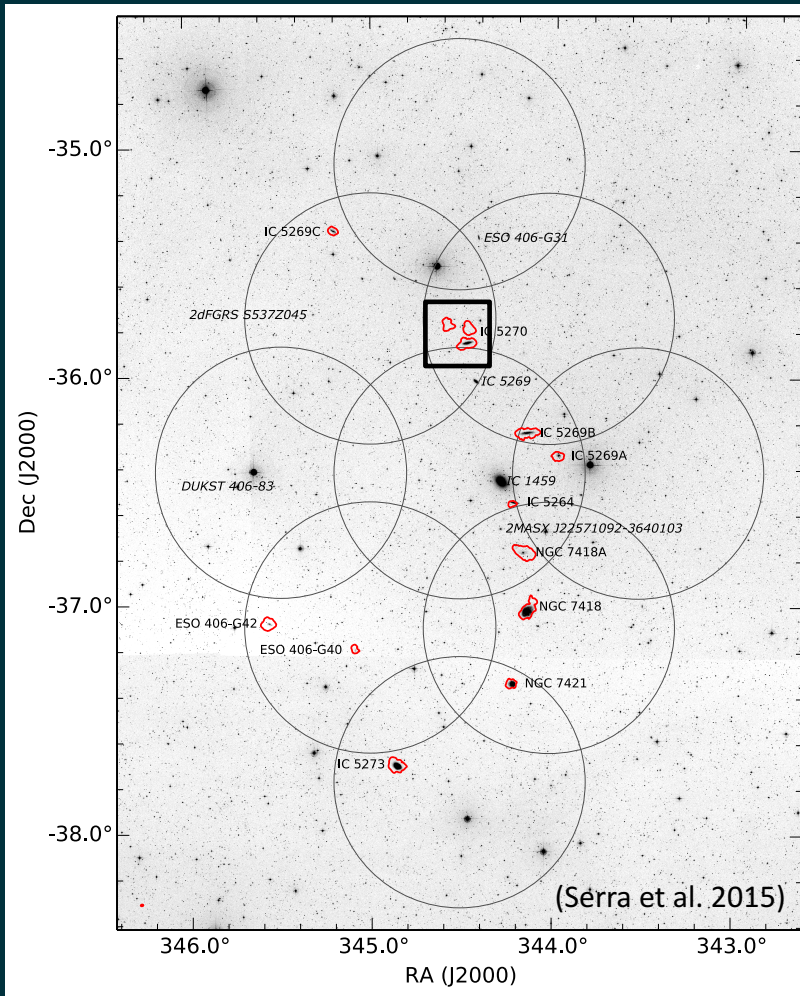 -35.0°
IC 5269C
ESO 406-G31
2dFGRS S537Z045
IC 5270
-36.0°
IC 5269
IC 5269B
IC 5269A
IC 1459
DUKST 406-83
IC 5264
2MASX J22571092-3640103
NGC 7418A
-37.0°
NGC 7418
ESO 406-G42
ESO 406-G40
NGC 7421
IC 5273
-38.0°
(Serra et al. 2015)
Dec (J2000)
346.0° 345.0° 344.0° 343.0°
RA (J2000)